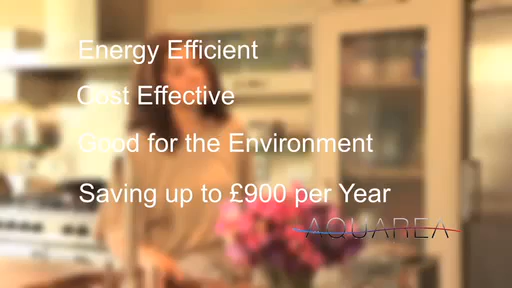 Energy Efficient
Cost Effective
Good for the Environment
Saving up to £900 per Year
AQUAREA